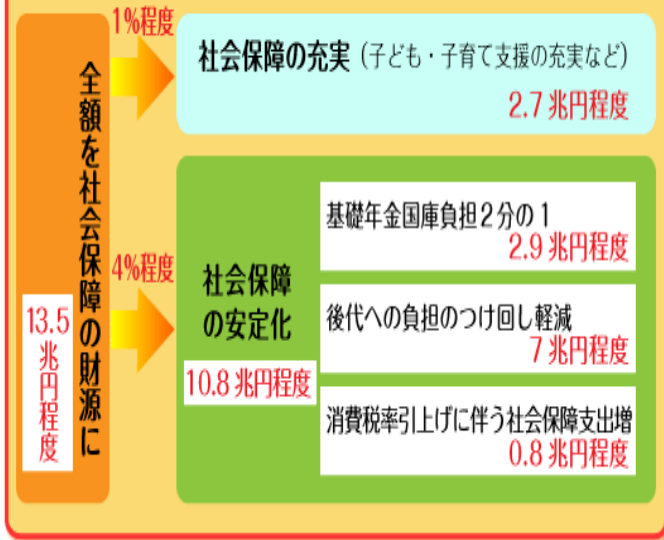 全額を社会保障の財源に
13.5
兆円程度
1%程度
社会保障の充実（子ども・子育て支援の充実など）
2.7 兆円程度
4%程度
社会保障
の安定化
10.8 兆円程度
基礎年金国庫負担２分の１
2.9 兆円程度
後代への負担のつけ回し軽減
7 兆円程度
消費税率引上げに伴う社会保障支出増
0.8 兆円程度